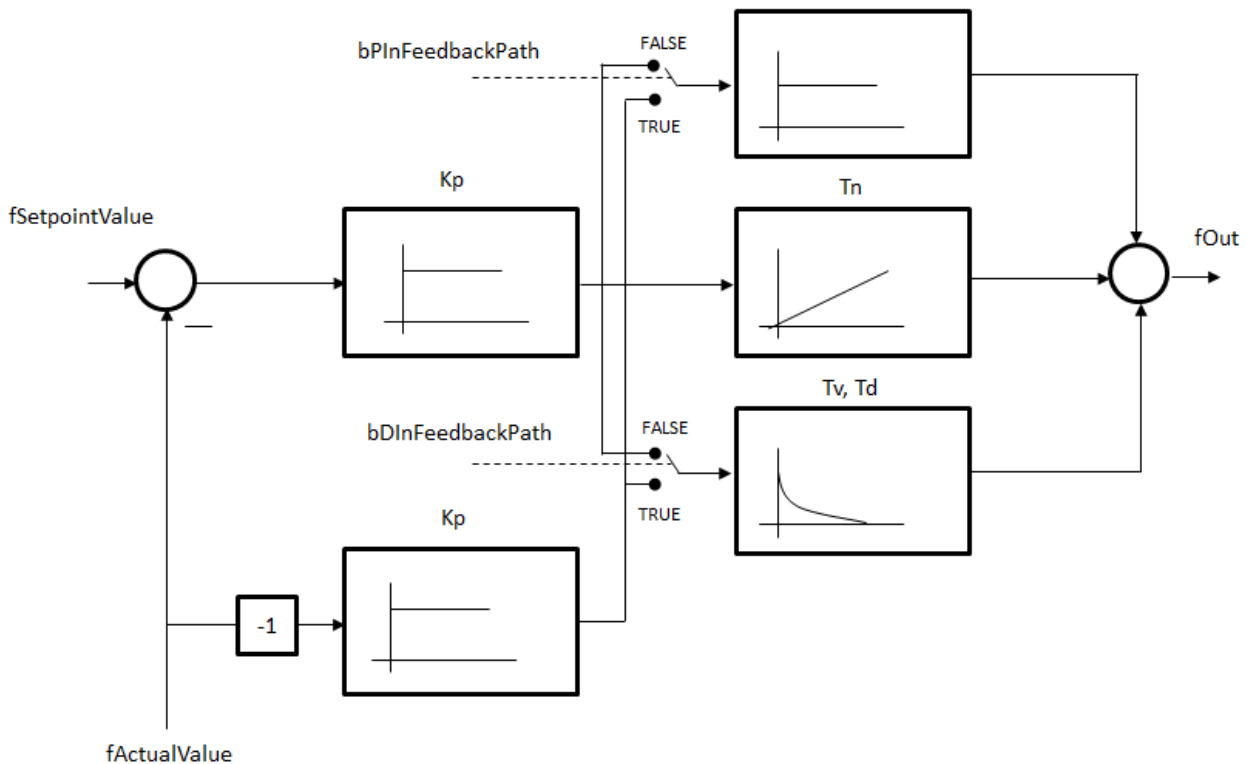 FALSE
bPInFeedbackPath
TRUE
Kp
Tn
fSetpointValue
fOut
Tv, Td
FALSE
bDInFeedbackPath
TRUE
Kp
-1
fActualValue